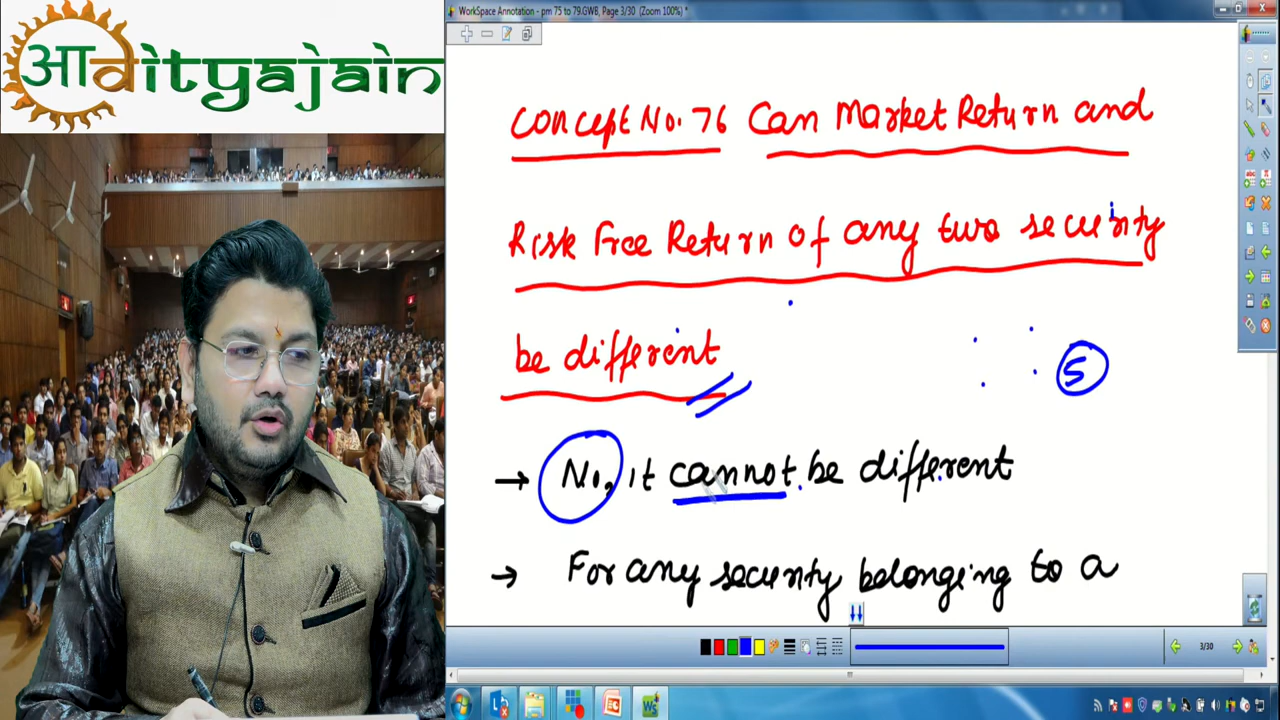 आdityajain
WorkSpace Annotation - pm 75 to 79.GWB, Page 3/30 (Zoom 100%) *
Concept No. 76 Can Market Return and
Risk Free Return of any two security
be different
5
→ No, it cannot be different
→ For any security belonging to a
3/30